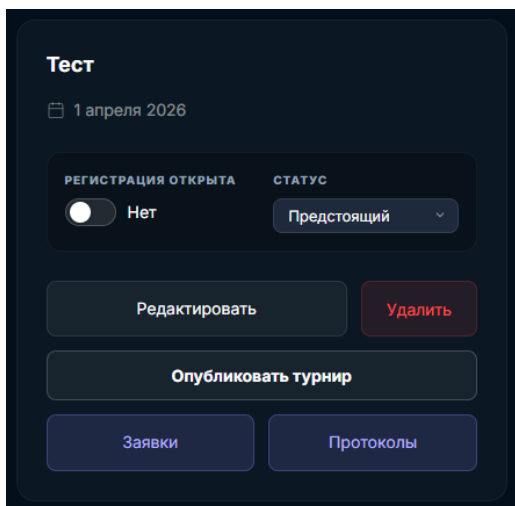 Тест
1 апреля 2026
РЕГИСТРАЦИЯ ОТКРЫТА СТАТУС
Нет Предстоящий
Редактировать Удалить
Опубликовать турнир
Заявки Протоколы